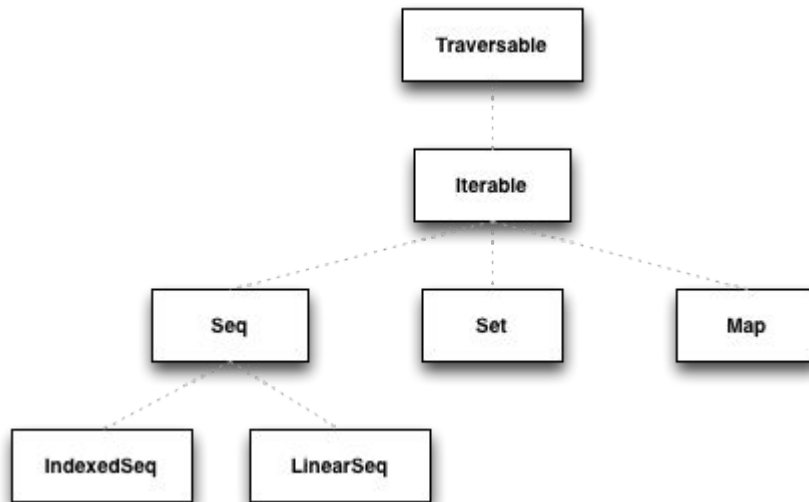 Traversable
Iterable
Seq
Set
Map
IndexedSeq
LinearSeq